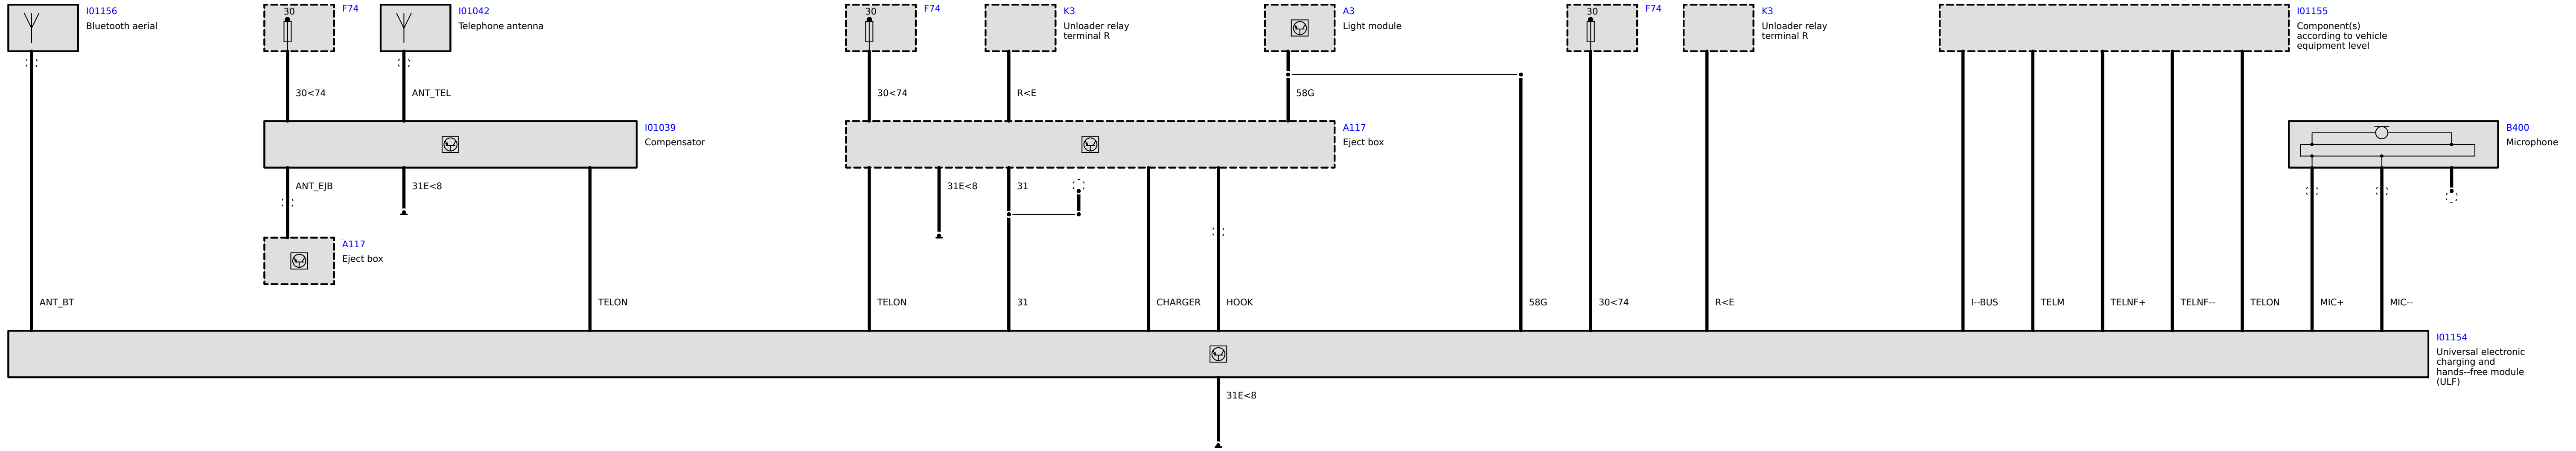 I01156
Bluetooth aerial
30
F74
I01042
Telephone antenna
30
F74
K3
Unloader relay
terminal R
A3
Light module
30
F74
K3
Unloader relay
terminal R
I01155
Component(s)
according to vehicle
equipment level
30<74
ANT_TEL
30<74
R<E
58G
I01039
Compensator
A117
Eject box
B400
Microphone
ANT_EJB
31E<8
31E<8
31
A117
Eject box
ANT_BT
TELON
TELON
31
CHARGER
HOOK
58G
30<74
R<E
I--BUS
TELM
TELNF+
TELNF--
TELON
MIC+
MIC--
I01154
Universal electronic
charging and
hands--free module
(ULF)
31E<8